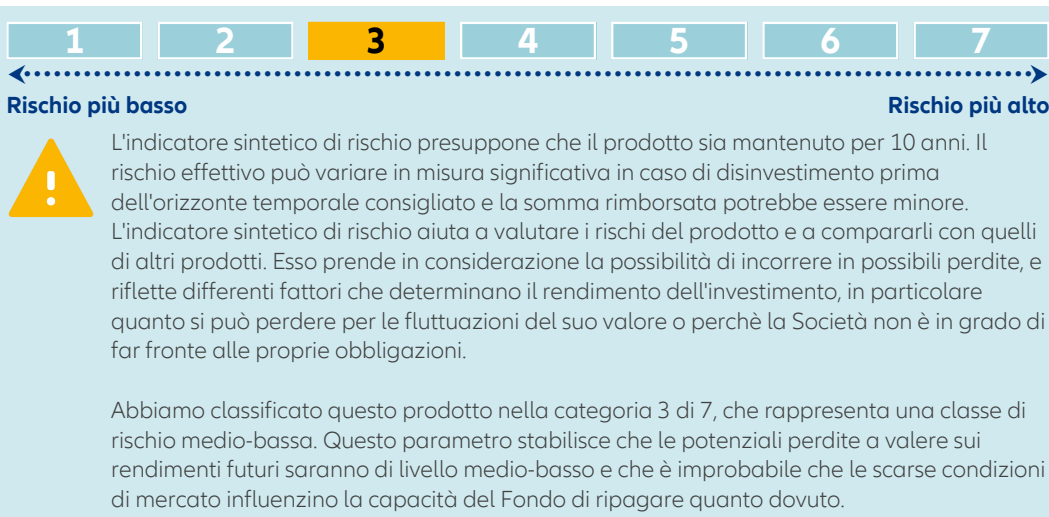 1 2 3 4 5 6 7
Rischio più basso Rischio più alto
L'indicatore sintetico di rischio presuppone che il prodotto sia mantenuto per 10 anni. Il
rischio effettivo può variare in misura significativa in caso di disinvestimento prima
dell'orizzonte temporale consigliato e la somma rimborsata potrebbe essere minore.
L'indicatore sintetico di rischio aiuta a valutare i rischi del prodotto e a compararli con quelli
di altri prodotti. Esso prende in considerazione la possibilità di incorrere in possibili perdite, e
riflette differenti fattori che determinano il rendimento dell'investimento, in particolare
quanto si può perdere per le fluttuazioni del suo valore o perchè la Società non è in grado di
far fronte alle proprie obbligazioni.
Abbiamo classificato questo prodotto nella categoria 3 di 7, che rappresenta una classe di
rischio medio-bassa. Questo parametro stabilisce che le potenziali perdite a valere sui
rendimenti futuri saranno di livello medio-basso e che è improbabile che le scarse condizioni
di mercato influenzino la capacità del Fondo di ripagare quanto dovuto.